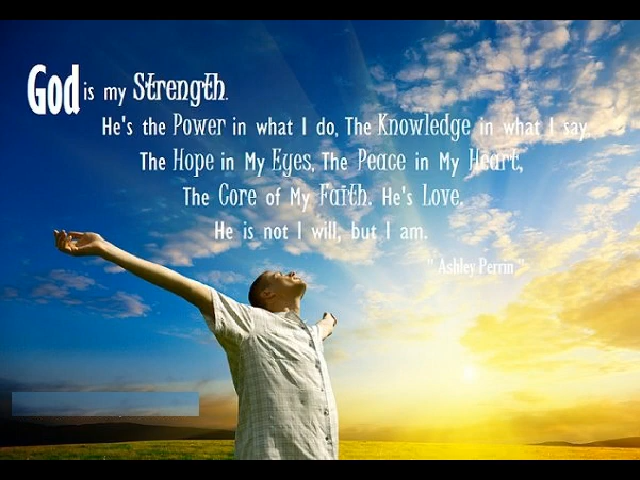 God is my Strength.
He's the Power in what I do, The Knowledge in what I say
The Hope in My Eyes, The Peace in My Heart,
The Core of My Faith. He's Love,
He is not I will, but I am.
" Ashley Perrin "